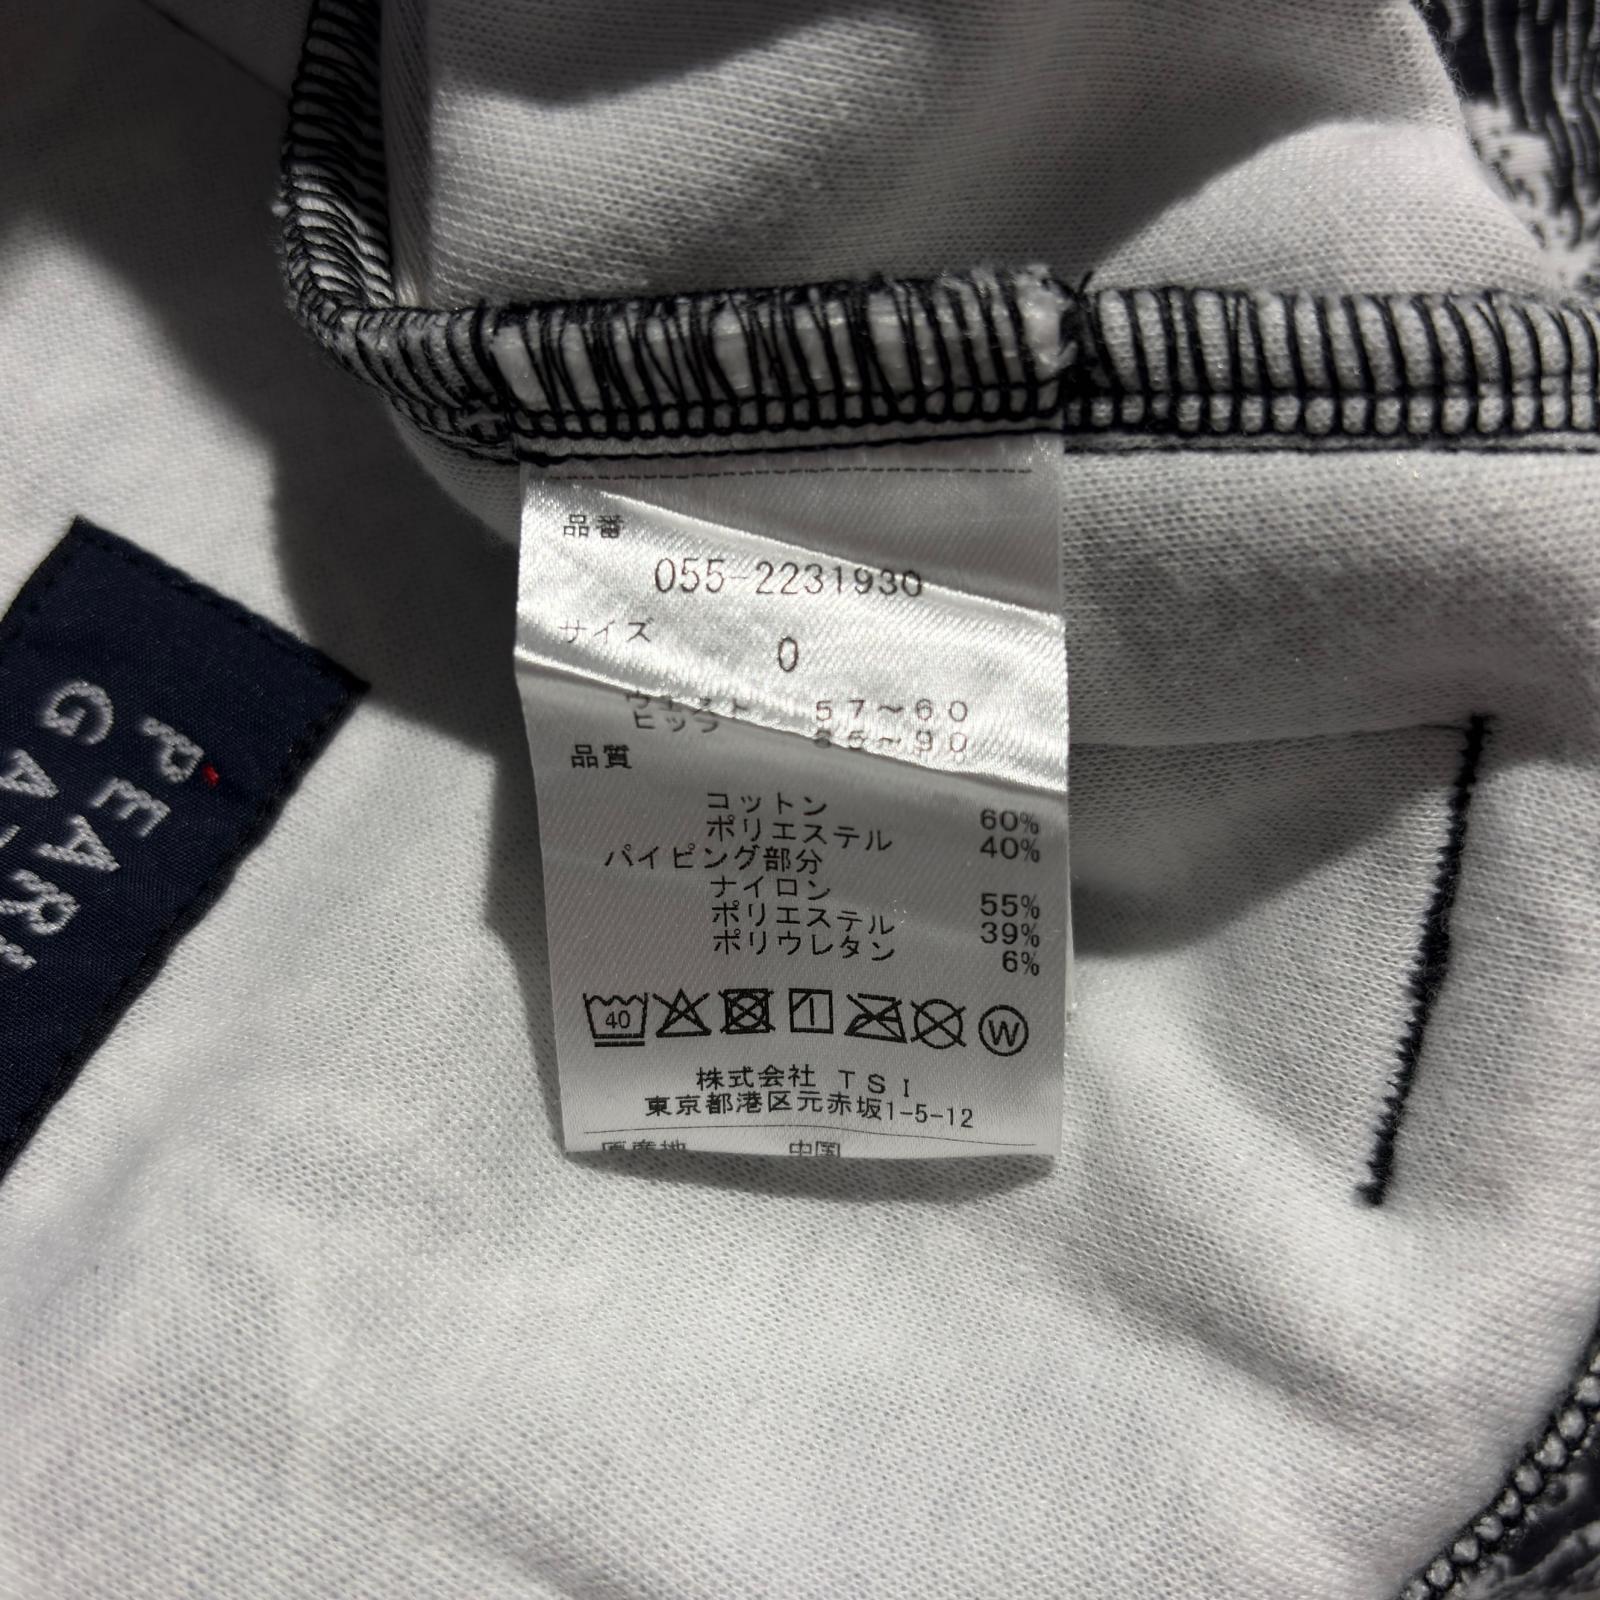 品番
055-2231930
サイズ 0
ウエスト 57~60
ヒップ 85~90
品質
コットン 60%
ポリエステル 40%
パイピング部分
ナイロン 55%
ポリエステル 39%
ポリウレタン 6%
40
W
株式会社 TSI
東京都港区元赤坂1-5-12
原産地 中国
PEAR
GA